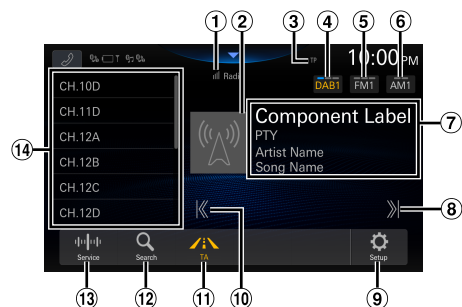 1
2
3
4
5
6
TP
10:00 PM
Radio
DAB1
FM1
AM1
CH.10D
CH.11D
CH.12A
CH.12B
CH.12C
CH.12D
14
Component Label
PTY
Artist Name
Song Name
7
8
Service
Search
TA
Setup
13
12
11
10
9